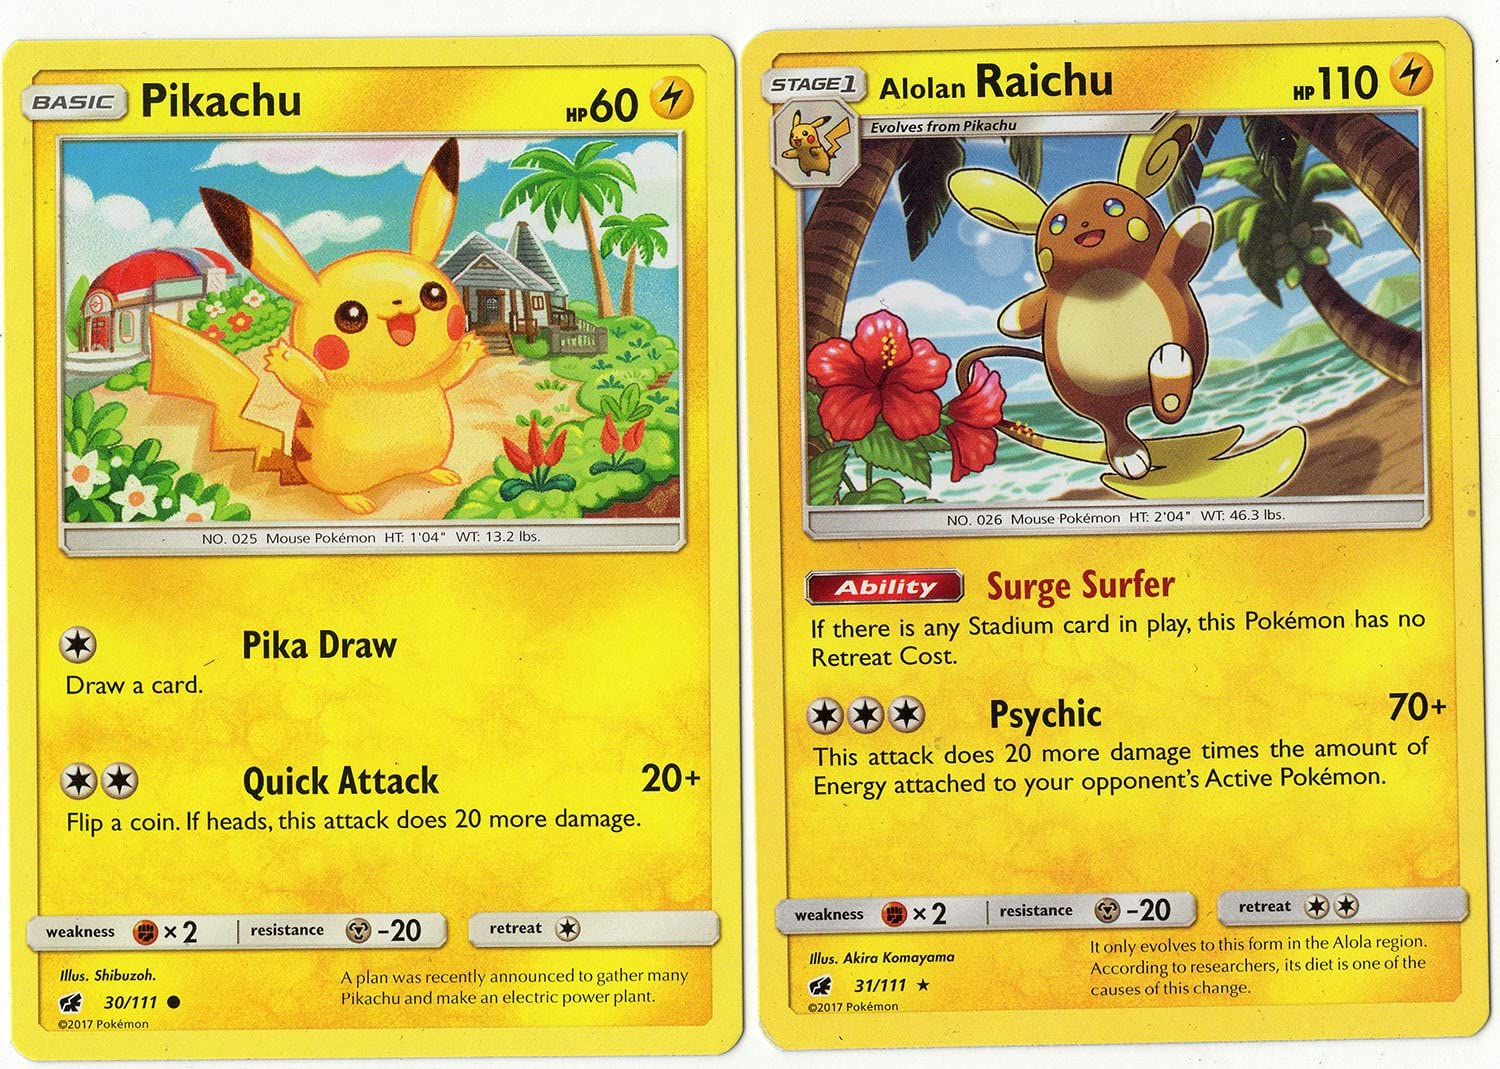 BASIC Pikachu HP60
NO. 025 Mouse Pokémon HT: 1'04" WT: 13.2 lbs.
Pika Draw
Draw a card.
Quick Attack 20+
Flip a coin. If heads, this attack does 20 more damage.
weakness ×2 resistance -20 retreat
Illus. Shibuzoh.
30/111
©2017 Pokémon
A plan was recently announced to gather many
Pikachu and make an electric power plant.
STAGE1 Alolan Raichu HP110
Evolves from Pikachu
NO. 026 Mouse Pokémon HT: 2'04" WT: 46.3 lbs.
Ability Surge Surfer
If there is any Stadium card in play, this Pokémon has no
Retreat Cost.
Psychic 70+
This attack does 20 more damage times the amount of
Energy attached to your opponent's Active Pokémon.
weakness ×2 resistance -20 retreat
Illus. Akira Komayama
31/111
©2017 Pokémon
It only evolves to this form in the Alola region.
According to researchers, its diet is one of the
causes of this change.